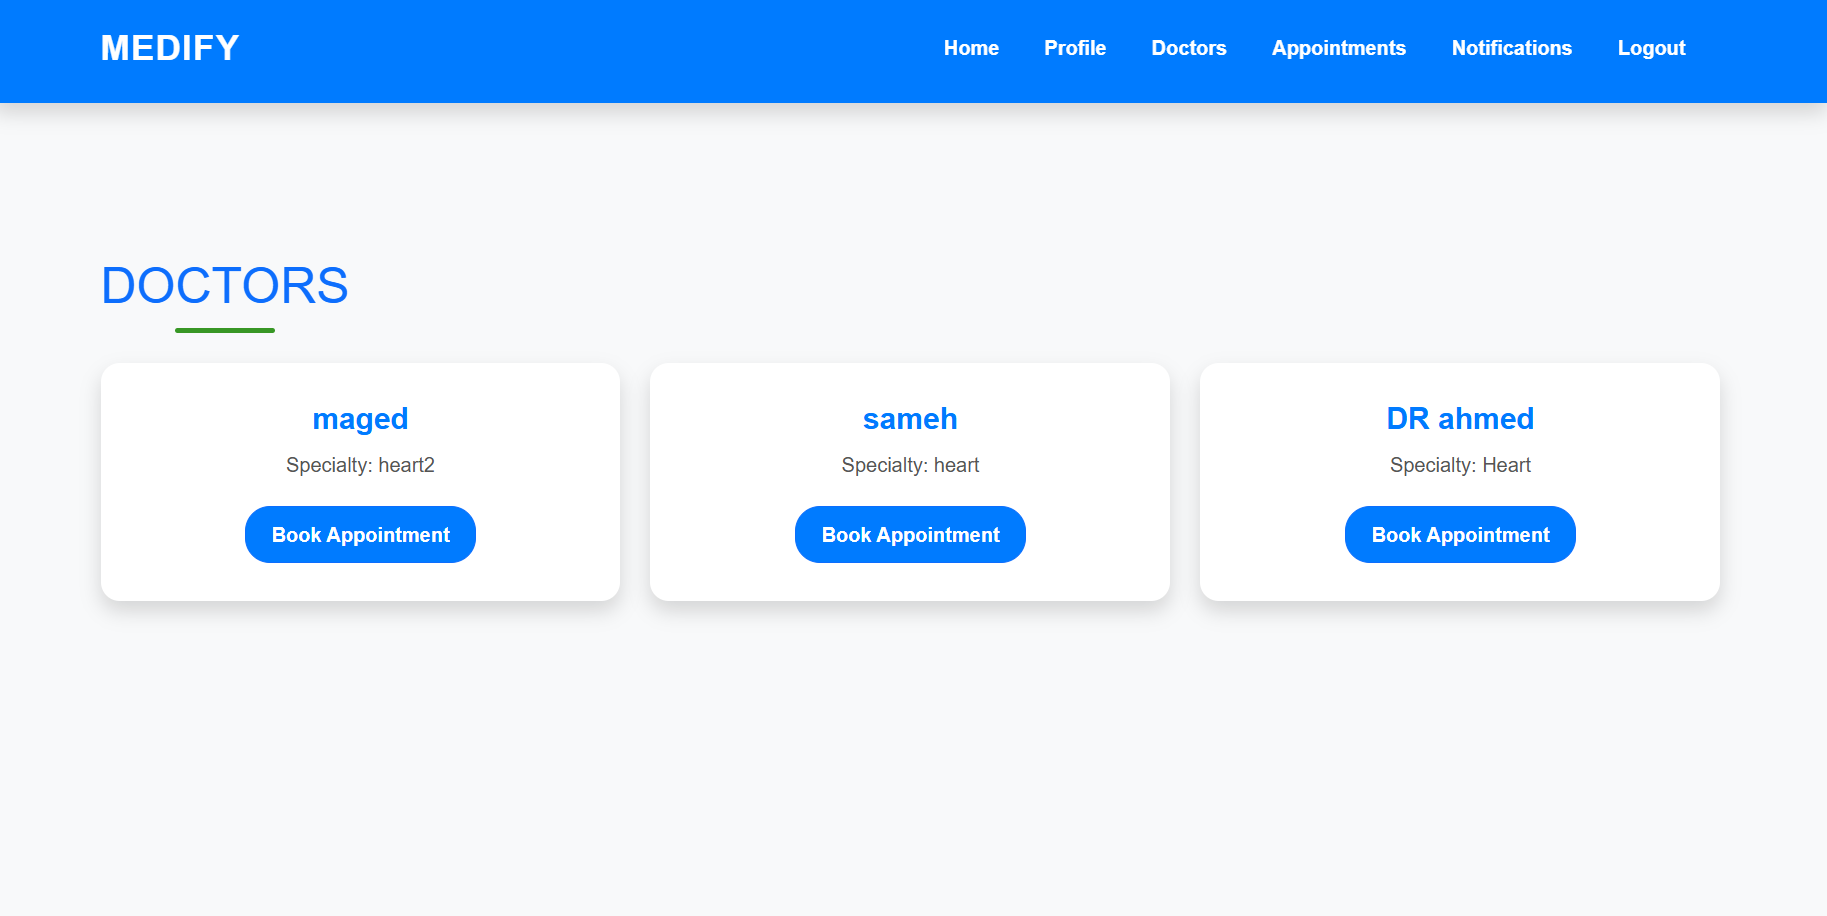 MEDIFY Home Profile Doctors Appointments Notifications Logout
DOCTORS
maged
Specialty: heart2
Book Appointment
sameh
Specialty: heart
Book Appointment
DR ahmed
Specialty: Heart
Book Appointment